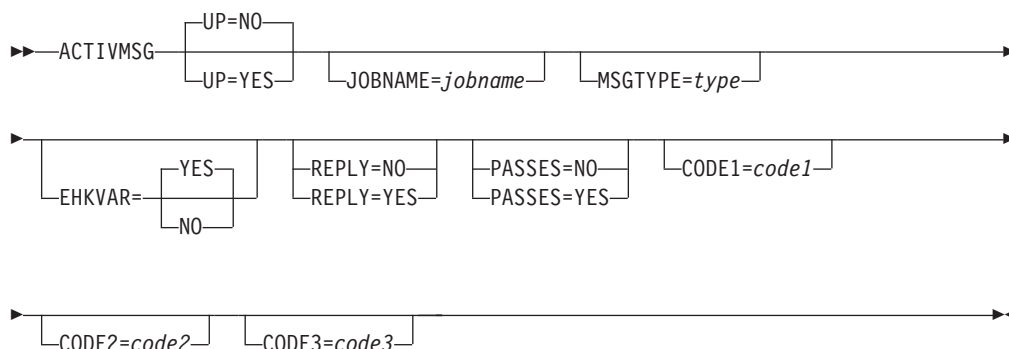 UP=NO
ACTIVMSG
UP=YES
JOBNAME=jobname
MSGTYPE=type
YES
EHKVAR=
NO
REPLY=NO
REPLY=YES
PASSES=NO
PASSES=YES
CODE1=code1
CODE2=code2
CODE3=code3